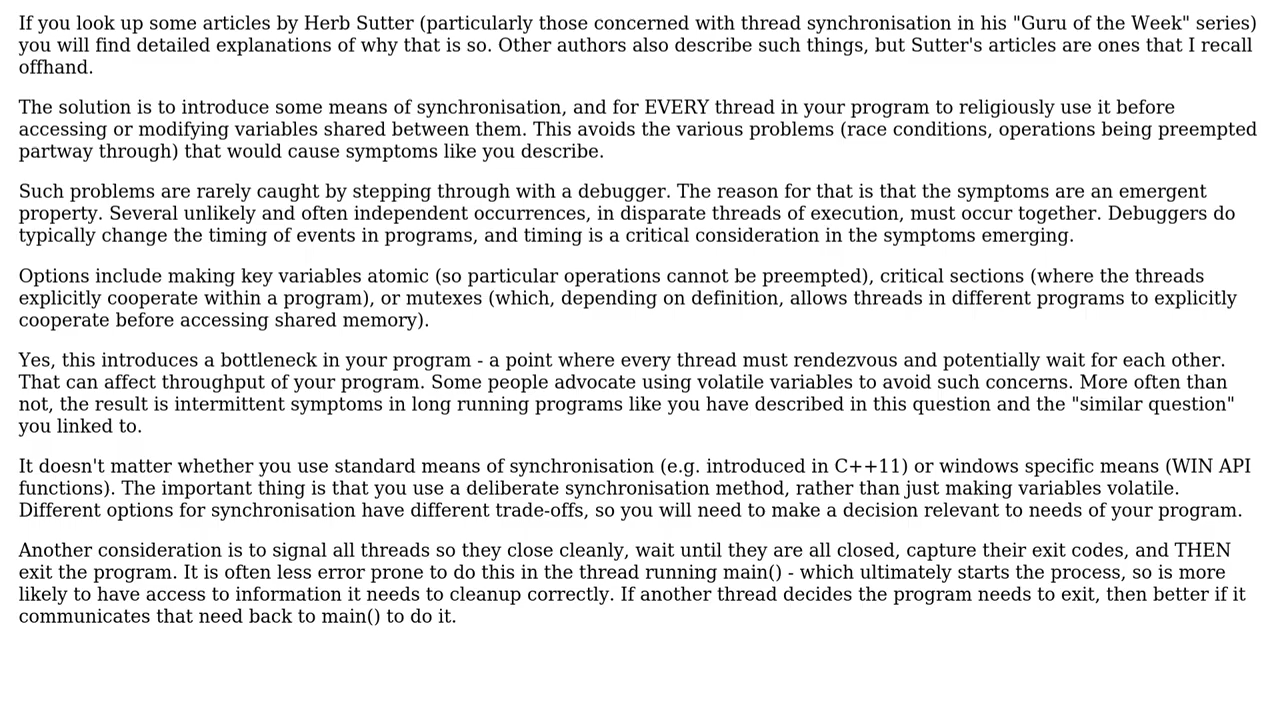 If you look up some articles by Herb Sutter (particularly those concerned with thread synchronisation in his "Guru of the Week" series)
you will find detailed explanations of why that is so. Other authors also describe such things, but Sutter's articles are ones that I recall
offhand.
The solution is to introduce some means of synchronisation, and for EVERY thread in your program to religiously use it before
accessing or modifying variables shared between them. This avoids the various problems (race conditions, operations being preempted
partway through) that would cause symptoms like you describe.
Such problems are rarely caught by stepping through with a debugger. The reason for that is that the symptoms are an emergent
property. Several unlikely and often independent occurrences, in disparate threads of execution, must occur together. Debuggers do
typically change the timing of events in programs, and timing is a critical consideration in the symptoms emerging.
Options include making key variables atomic (so particular operations cannot be preempted), critical sections (where the threads
explicitly cooperate within a program), or mutexes (which, depending on definition, allows threads in different programs to explicitly
cooperate before accessing shared memory).
Yes, this introduces a bottleneck in your program - a point where every thread must rendezvous and potentially wait for each other.
That can affect throughput of your program. Some people advocate using volatile variables to avoid such concerns. More often than
not, the result is intermittent symptoms in long running programs like you have described in this question and the "similar question"
you linked to.
It doesn't matter whether you use standard means of synchronisation (e.g. introduced in C++11) or windows specific means (WIN API
functions). The important thing is that you use a deliberate synchronisation method, rather than just making variables volatile.
Different options for synchronisation have different trade-offs, so you will need to make a decision relevant to needs of your program.
Another consideration is to signal all threads so they close cleanly, wait until they are all closed, capture their exit codes, and THEN
exit the program. It is often less error prone to do this in the thread running main() - which ultimately starts the process, so is more
likely to have access to information it needs to cleanup correctly. If another thread decides the program needs to exit, then better if it
communicates that need back to main() to do it.